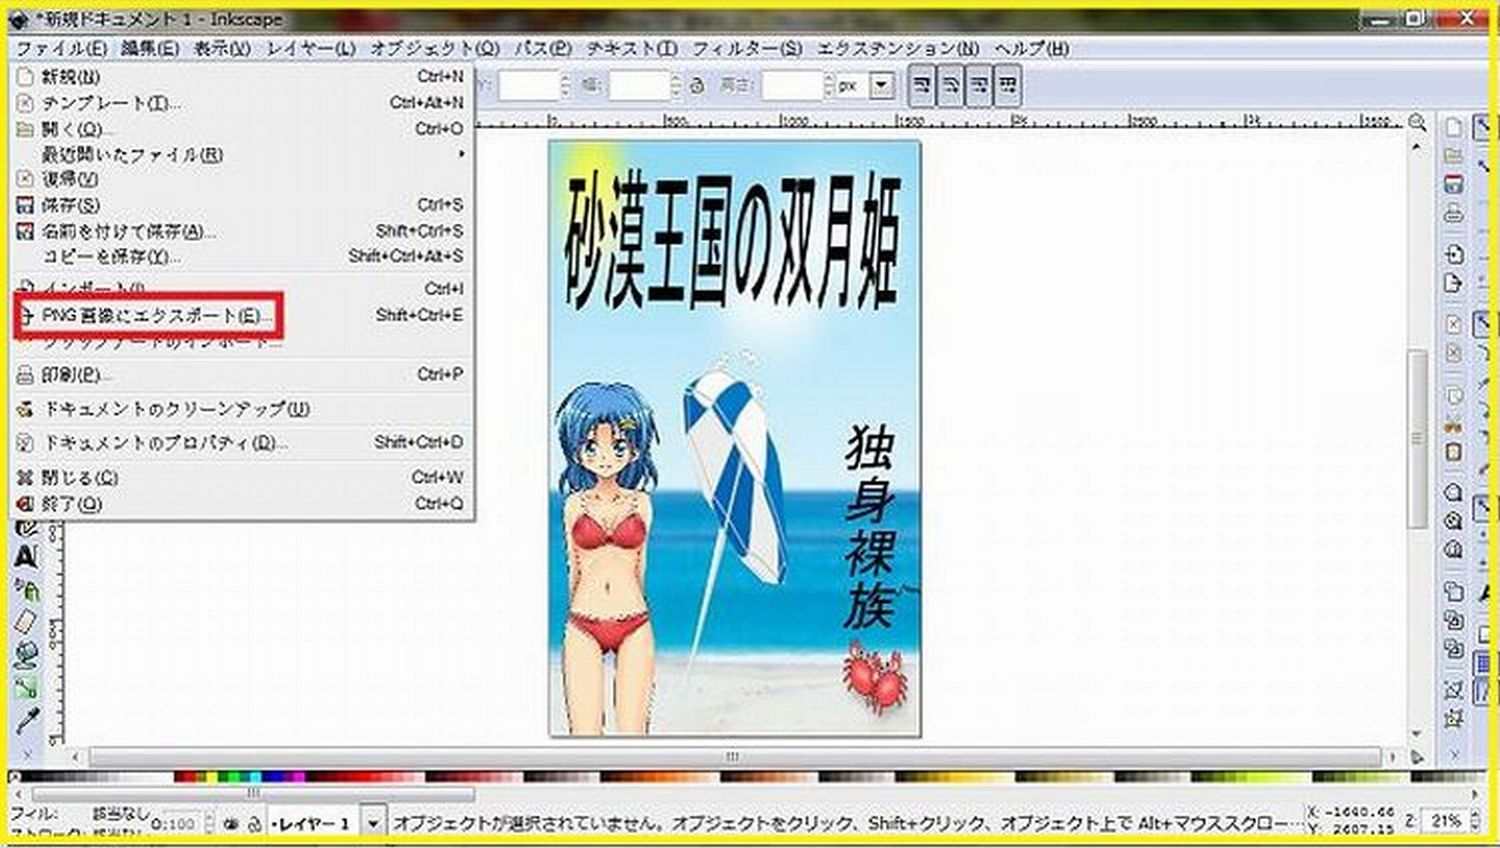 *新規ドキュメント 1 - Inkscape
ファイル(F) 編集(E) 表示(V) レイヤー(L) オブジェクト(O) パス(P) テキスト(T) フィルター(S) エクステンション(N) ヘルプ(H)
新規(N) Ctrl+N
テンプレート(T)... Ctrl+Alt+N
開く(O)... Ctrl+O
最近開いたファイル(R)
復帰(V)
保存(S) Ctrl+S
名前を付けて保存(A)... Shift+Ctrl+S
コピーを保存(Y)... Shift+Ctrl+Alt+S
インポート(I) Ctrl+I
PNG 画像にエクスポート(E)... Shift+Ctrl+E
クリップアートのインポート...
印刷(P)... Ctrl+P
ドキュメントのクリーンアップ(U)
ドキュメントのプロパティ(D)... Shift+Ctrl+D
閉じる(C) Ctrl+W
終了(Q) Ctrl+Q
幅: 高さ: px
砂漠王国の双月姫
独身裸族
フィル: 該当なし O:100 レイヤー 1 オブジェクトが選択されていません。オブジェクトをクリック、Shift+クリック、オブジェクト上で Alt+マウススクロー…
X: -1640.66
Y: 2607.15
Z: 21%